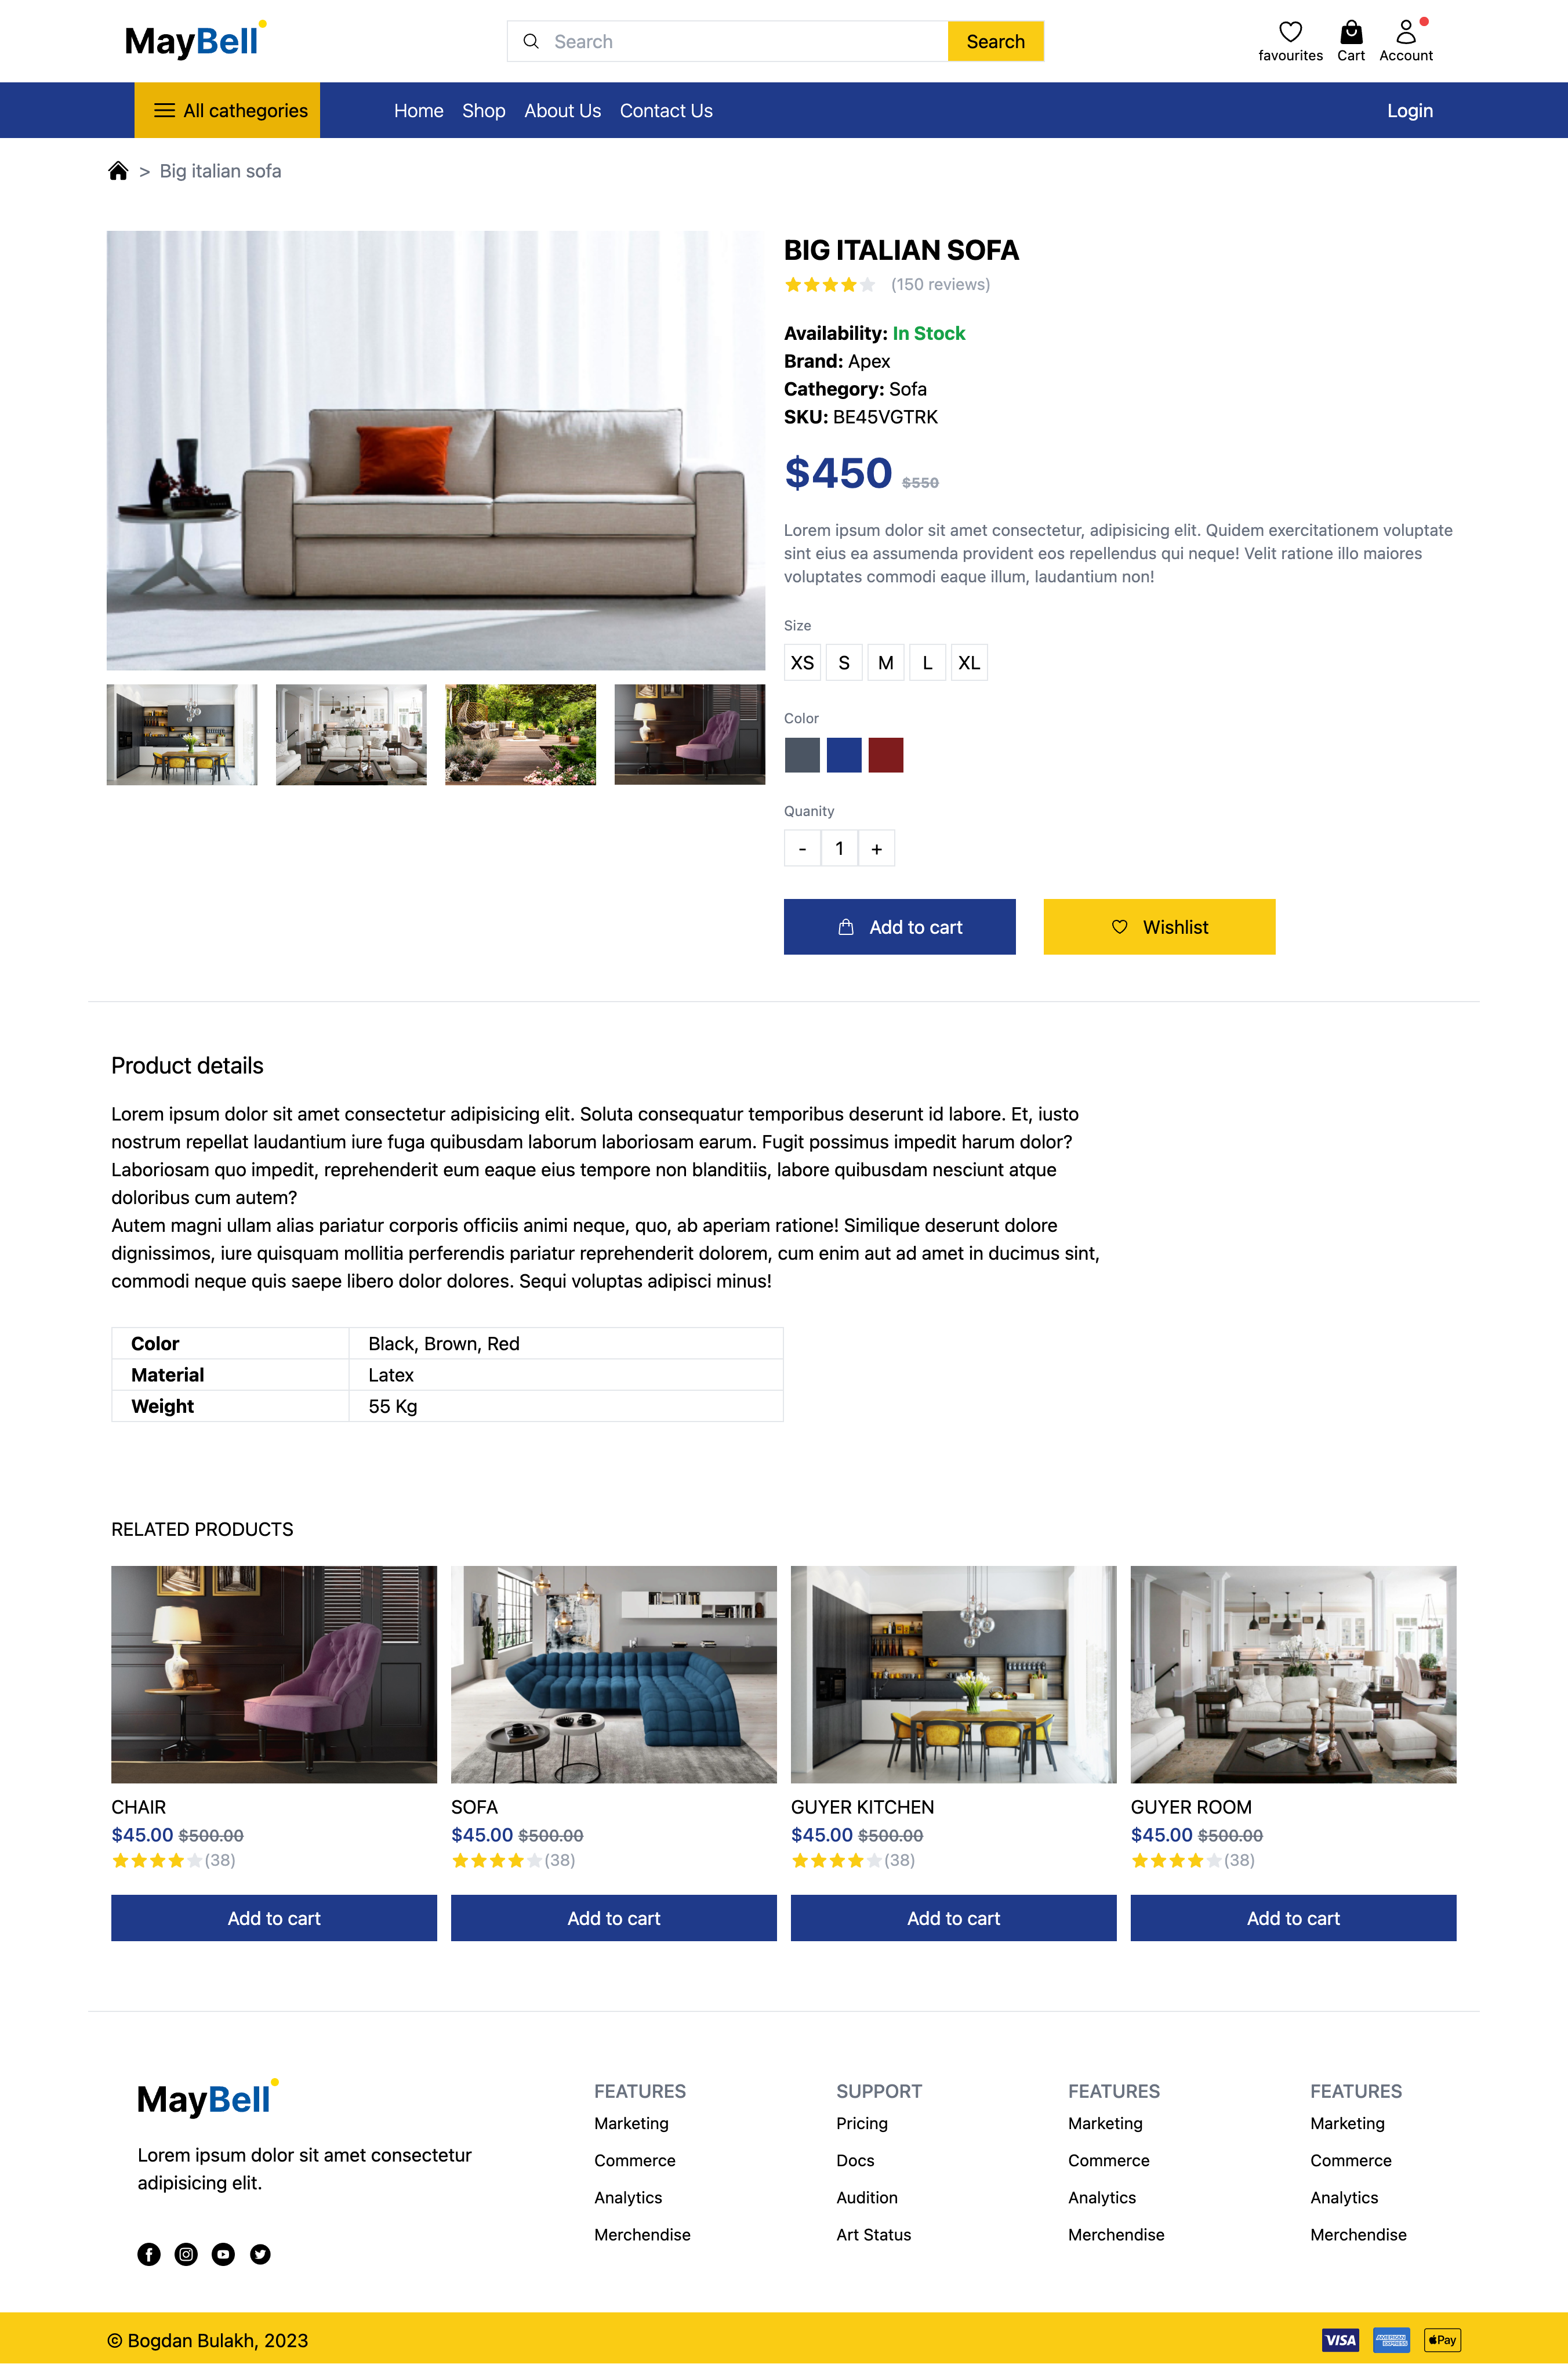 MayBell
Search
Search
favourites
Cart
Account
All cathegories
Home
Shop
About Us
Contact Us
Login
> Big italian sofa
BIG ITALIAN SOFA
(150 reviews)
Availability: In Stock
Brand: Apex
Cathegory: Sofa
SKU: BE45VGTRK
$450 $550
Lorem ipsum dolor sit amet consectetur, adipisicing elit. Quidem exercitationem voluptate
sint eius ea assumenda provident eos repellendus qui neque! Velit ratione illo maiores
voluptates commodi eaque illum, laudantium non!
Size
XS S M L XL
Color
Quanity
- 1 +
Add to cart
Wishlist
Product details
Lorem ipsum dolor sit amet consectetur adipisicing elit. Soluta consequatur temporibus deserunt id labore. Et, iusto
nostrum repellat laudantium iure fuga quibusdam laborum laboriosam earum. Fugit possimus impedit harum dolor?
Laboriosam quo impedit, reprehenderit eum eaque eius tempore non blanditiis, labore quibusdam nesciunt atque
doloribus cum autem?
Autem magni ullam alias pariatur corporis officiis animi neque, quo, ab aperiam ratione! Similique deserunt dolore
dignissimos, iure quisquam mollitia perferendis pariatur reprehenderit dolorem, cum enim aut ad amet in ducimus sint,
commodi neque quis saepe libero dolor dolores. Sequi voluptas adipisci minus!
Color Black, Brown, Red
Material Latex
Weight 55 Kg
RELATED PRODUCTS
CHAIR
$45.00 $500.00
(38)
Add to cart
SOFA
$45.00 $500.00
(38)
Add to cart
GUYER KITCHEN
$45.00 $500.00
(38)
Add to cart
GUYER ROOM
$45.00 $500.00
(38)
Add to cart
MayBell
Lorem ipsum dolor sit amet consectetur
adipisicing elit.
FEATURES
Marketing
Commerce
Analytics
Merchendise
SUPPORT
Pricing
Docs
Audition
Art Status
FEATURES
Marketing
Commerce
Analytics
Merchendise
FEATURES
Marketing
Commerce
Analytics
Merchendise
© Bogdan Bulakh, 2023
VISA
AMERICAN
EXPRESS
Pay